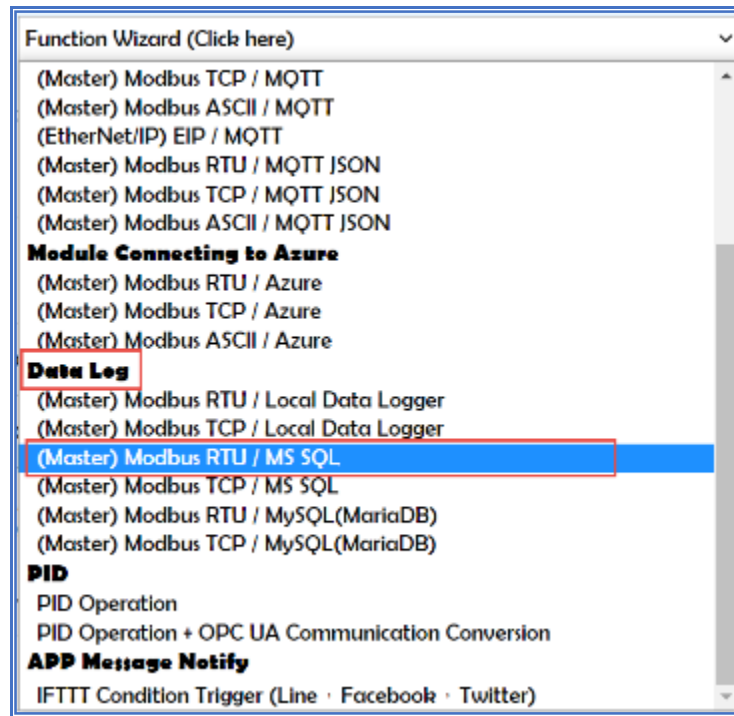 Function Wizard (Click here)
(Master) Modbus TCP / MQTT
(Master) Modbus ASCII / MQTT
(EtherNet/IP) EIP / MQTT
(Master) Modbus RTU / MQTT JSON
(Master) Modbus TCP / MQTT JSON
(Master) Modbus ASCII / MQTT JSON
Module Connecting to Azure
(Master) Modbus RTU / Azure
(Master) Modbus TCP / Azure
(Master) Modbus ASCII / Azure
Data Log
(Master) Modbus RTU / Local Data Logger
(Master) Modbus TCP / Local Data Logger
(Master) Modbus RTU / MS SQL
(Master) Modbus TCP / MS SQL
(Master) Modbus RTU / MySQL(MariaDB)
(Master) Modbus TCP / MySQL(MariaDB)
PID
PID Operation
PID Operation + OPC UA Communication Conversion
APP Message Notify
IFTTT Condition Trigger (Line、Facebook、Twitter)